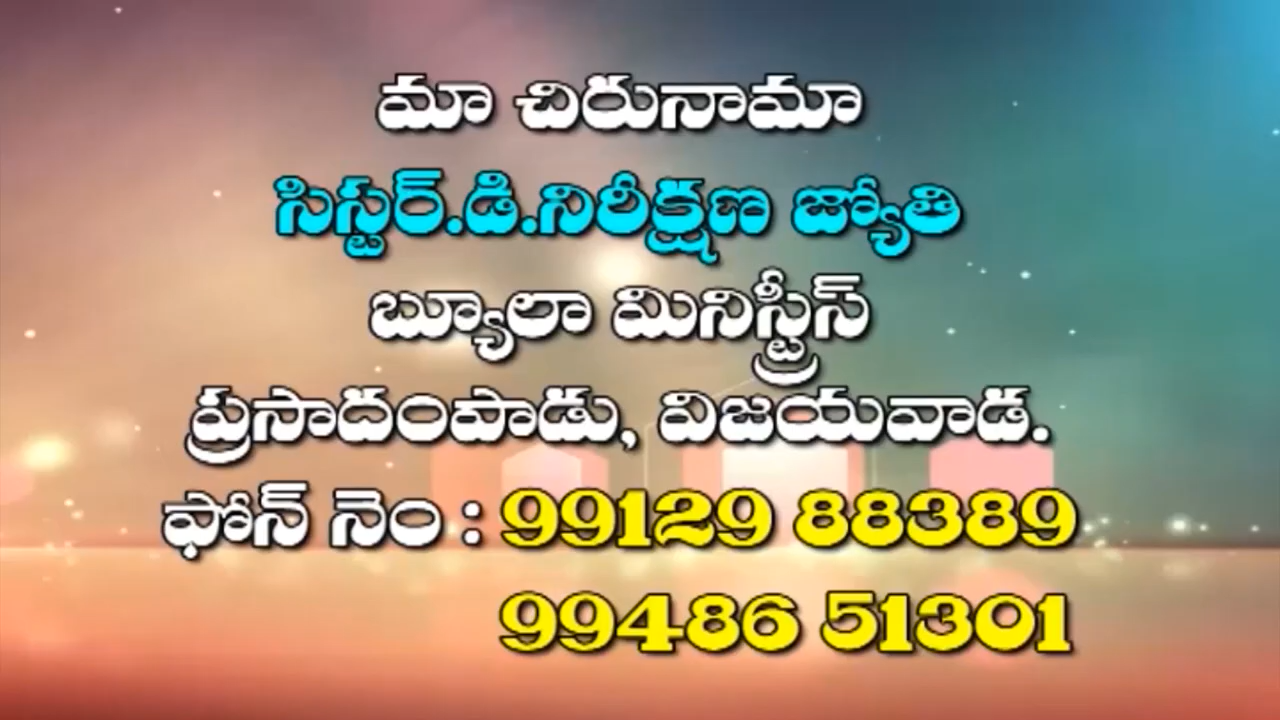 మా చిరునామా
సిస్టర్.డి.నిరీక్షణ జ్యోతి
బ్యూలా మినిస్ట్రీస్
ప్రసాదంపాడు, విజయవాడ.
ఫోన్ నెం : 99129 88389
99486 51301